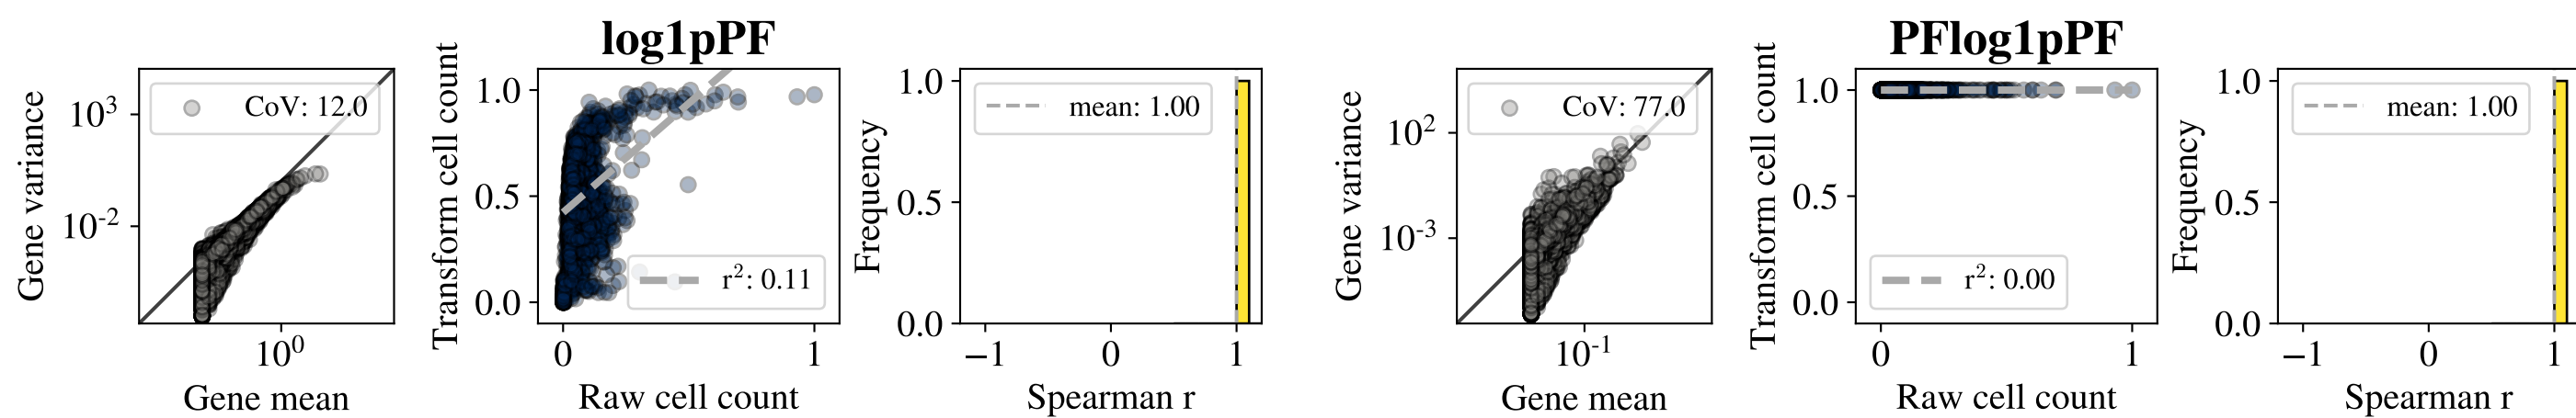 log1pPF
Gene variance
10³
10⁻²
CoV: 12.0
10⁰
Gene mean
Transform cell count
1.0
0.5
0.0
r²: 0.11
0
1
Raw cell count
Frequency
1.0
0.5
0.0
mean: 1.00
−1
0
1
Spearman r
PFlog1pPF
Gene variance
10²
10⁻³
CoV: 77.0
10⁻¹
Gene mean
Transform cell count
1.0
0.5
0.0
r²: 0.00
0
1
Raw cell count
Frequency
1.0
0.5
0.0
mean: 1.00
−1
0
1
Spearman r